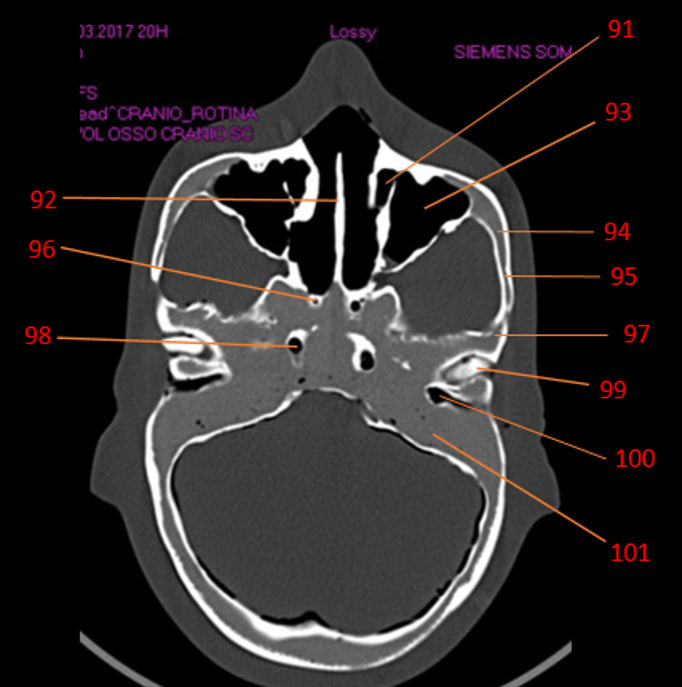 03.2017 20H
Lossy
SIEMENS SOM
FS
ead^CRANIO_ROTINA
VOL OSSO CRANIO SC
91
93
92
94
96
95
98
97
99
100
101